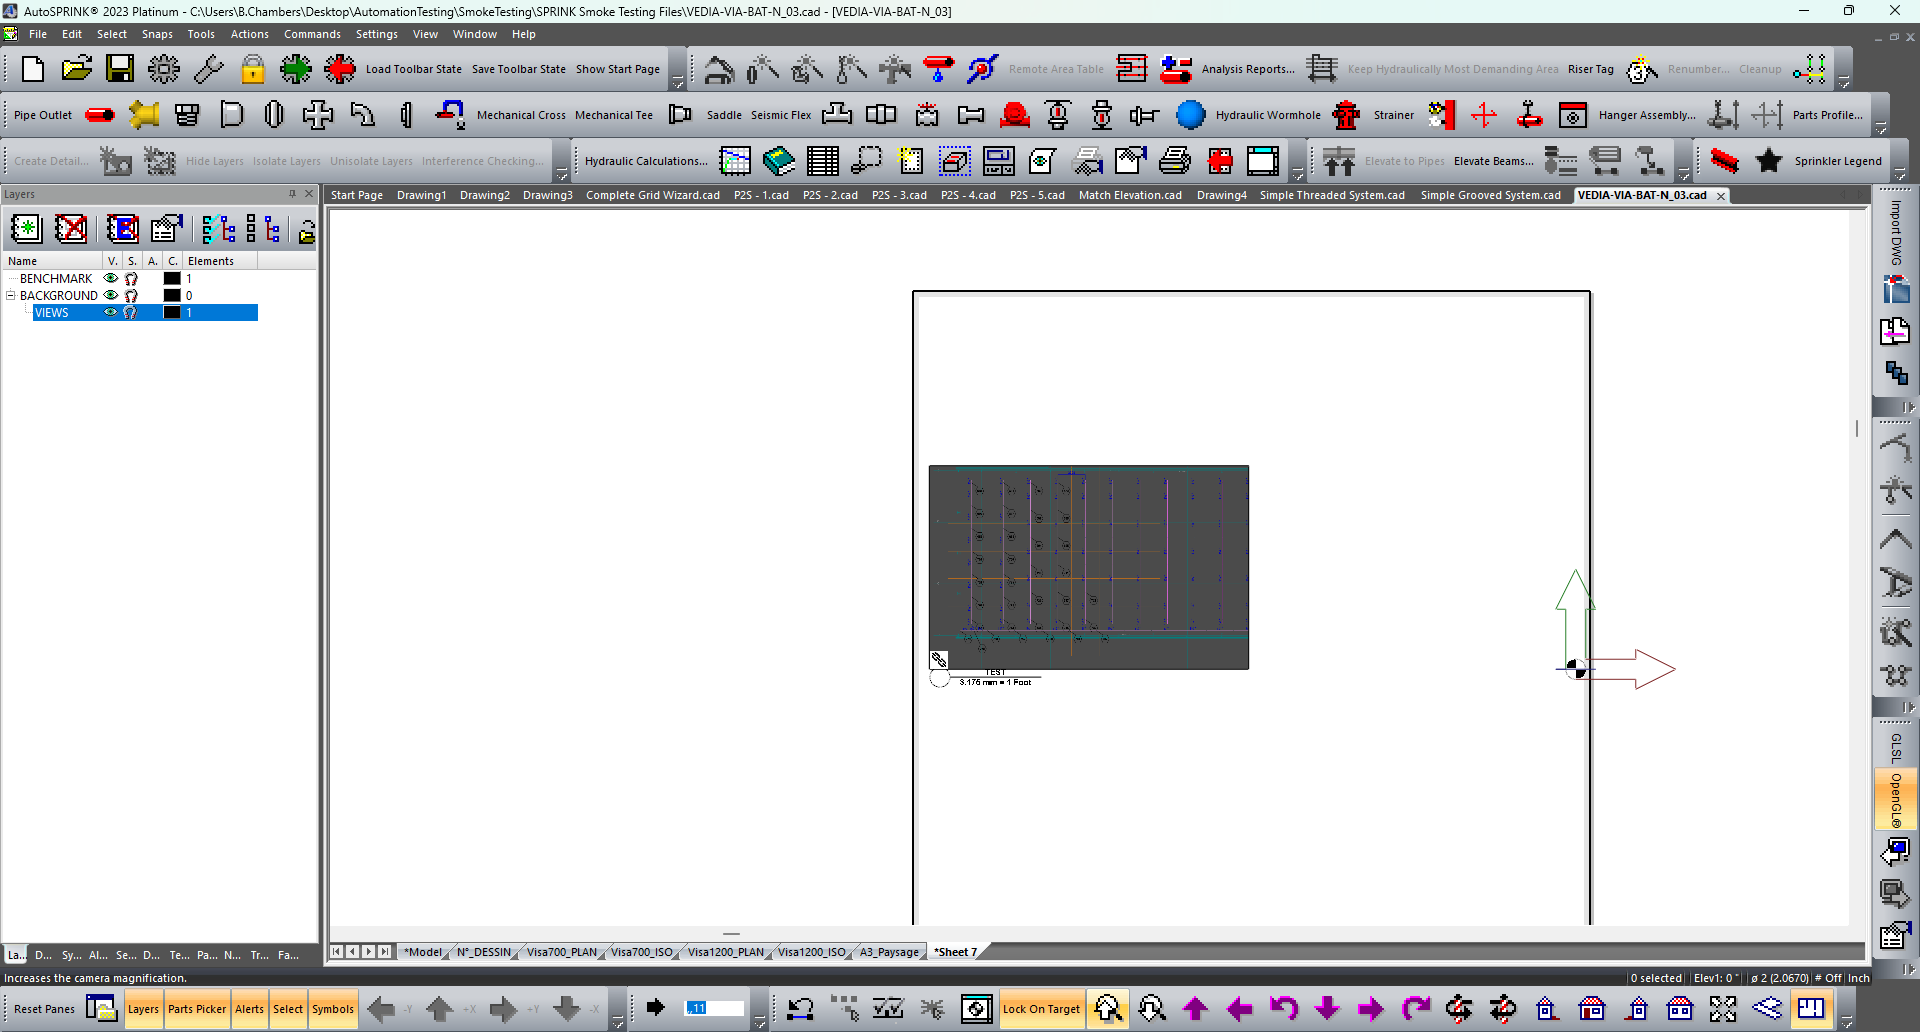 AutoSPRINK® 2023 Platinum - C:\Users\B.Chambers\Desktop\AutomationTesting\SmokeTesting\SPRINK Smoke Testing Files\VEDIA-VIA-BAT-N_03.cad - [VEDIA-VIA-BAT-N_03]
File Edit Select Snaps Tools Actions Commands Settings View Window Help
Load Toolbar State Save Toolbar State Show Start Page Remote Area Table Analysis Reports... Keep Hydraulically Most Demanding Area Riser Tag Renumber... Cleanup
Pipe Outlet Mechanical Cross Mechanical Tee Saddle Seismic Flex Hydraulic Wormhole Strainer Hanger Assembly... Parts Profile...
Create Detail... Hide Layers Isolate Layers Unisolate Layers Interference Checking... Hydraulic Calculations... Elevate to Pipes Elevate Beams... Sprinkler Legend
Layers
Start Page Drawing1 Drawing2 Drawing3 Complete Grid Wizard.cad P2S - 1.cad P2S - 2.cad P2S - 3.cad P2S - 4.cad P2S - 5.cad Match Elevation.cad Drawing4 Simple Threaded System.cad Simple Grooved System.cad VEDIA-VIA-BAT-N_03.cad
Name V. S. A. C. Elements
BENCHMARK 1
BACKGROUND 0
VIEWS 1
Import DWG
TEST
3.175 mm = 1 Foot
GLSL
OpenGL®
La... D... Sy... Al... Se... D... Te... Pa... N... Tr... Fa...
*Model N°_DESSIN Visa700_PLAN Visa700_ISO Visa1200_PLAN Visa1200_ISO A3_Paysage *Sheet 7
Increases the camera magnification.
0 selected Elev1: 0 " ø 2 (2.0670) # Off Inch
Reset Panes Layers Parts Picker Alerts Select Symbols -Y +X +Y -X .,11 Lock On Target